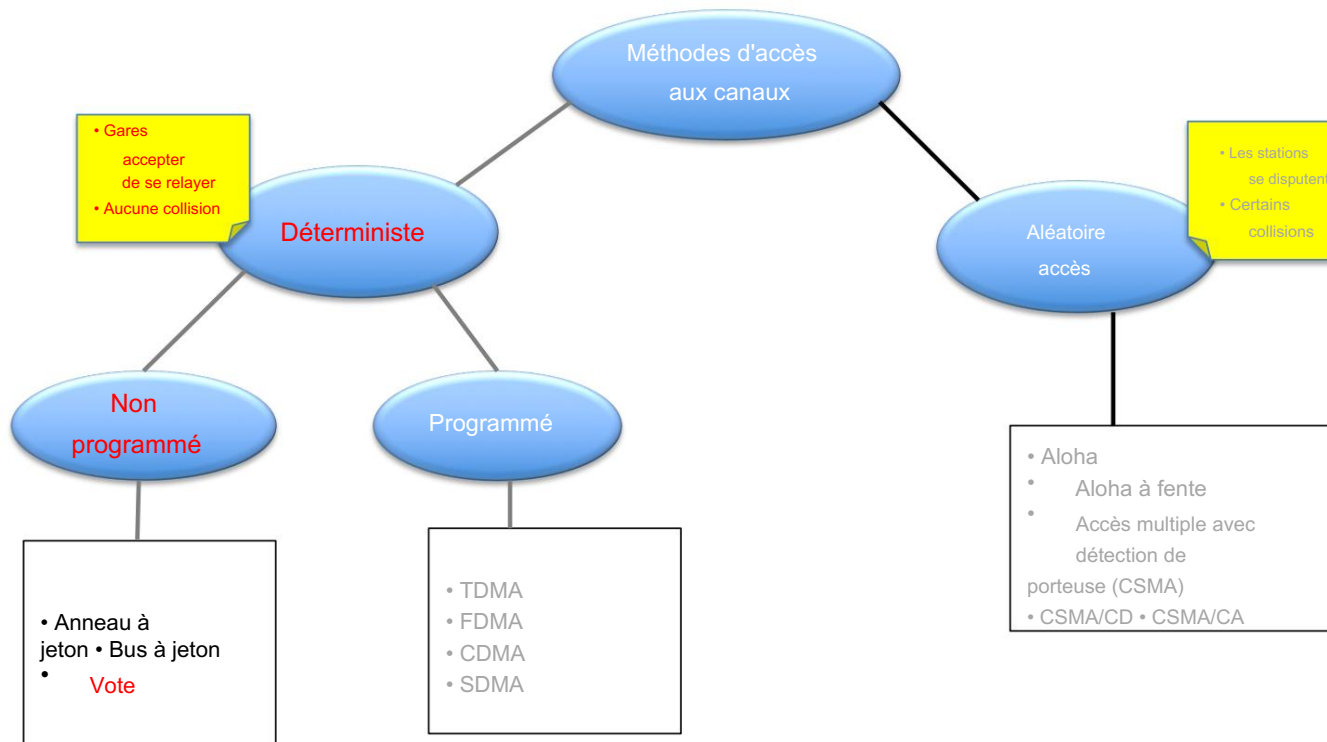 Méthodes d'accès
aux canaux
• Gares
accepter
de se relayer
• Aucune collision
Déterministe
• Les stations
se disputent
• Certains
collisions
Aléatoire
accès
Non
programmé
Programmé
• Anneau à
jeton • Bus à jeton
•
Vote
• TDMA
• FDMA
• CDMA
• SDMA
• Aloha
• Aloha à fente
• Accès multiple avec
détection de
porteuse (CSMA)
• CSMA/CD • CSMA/CA